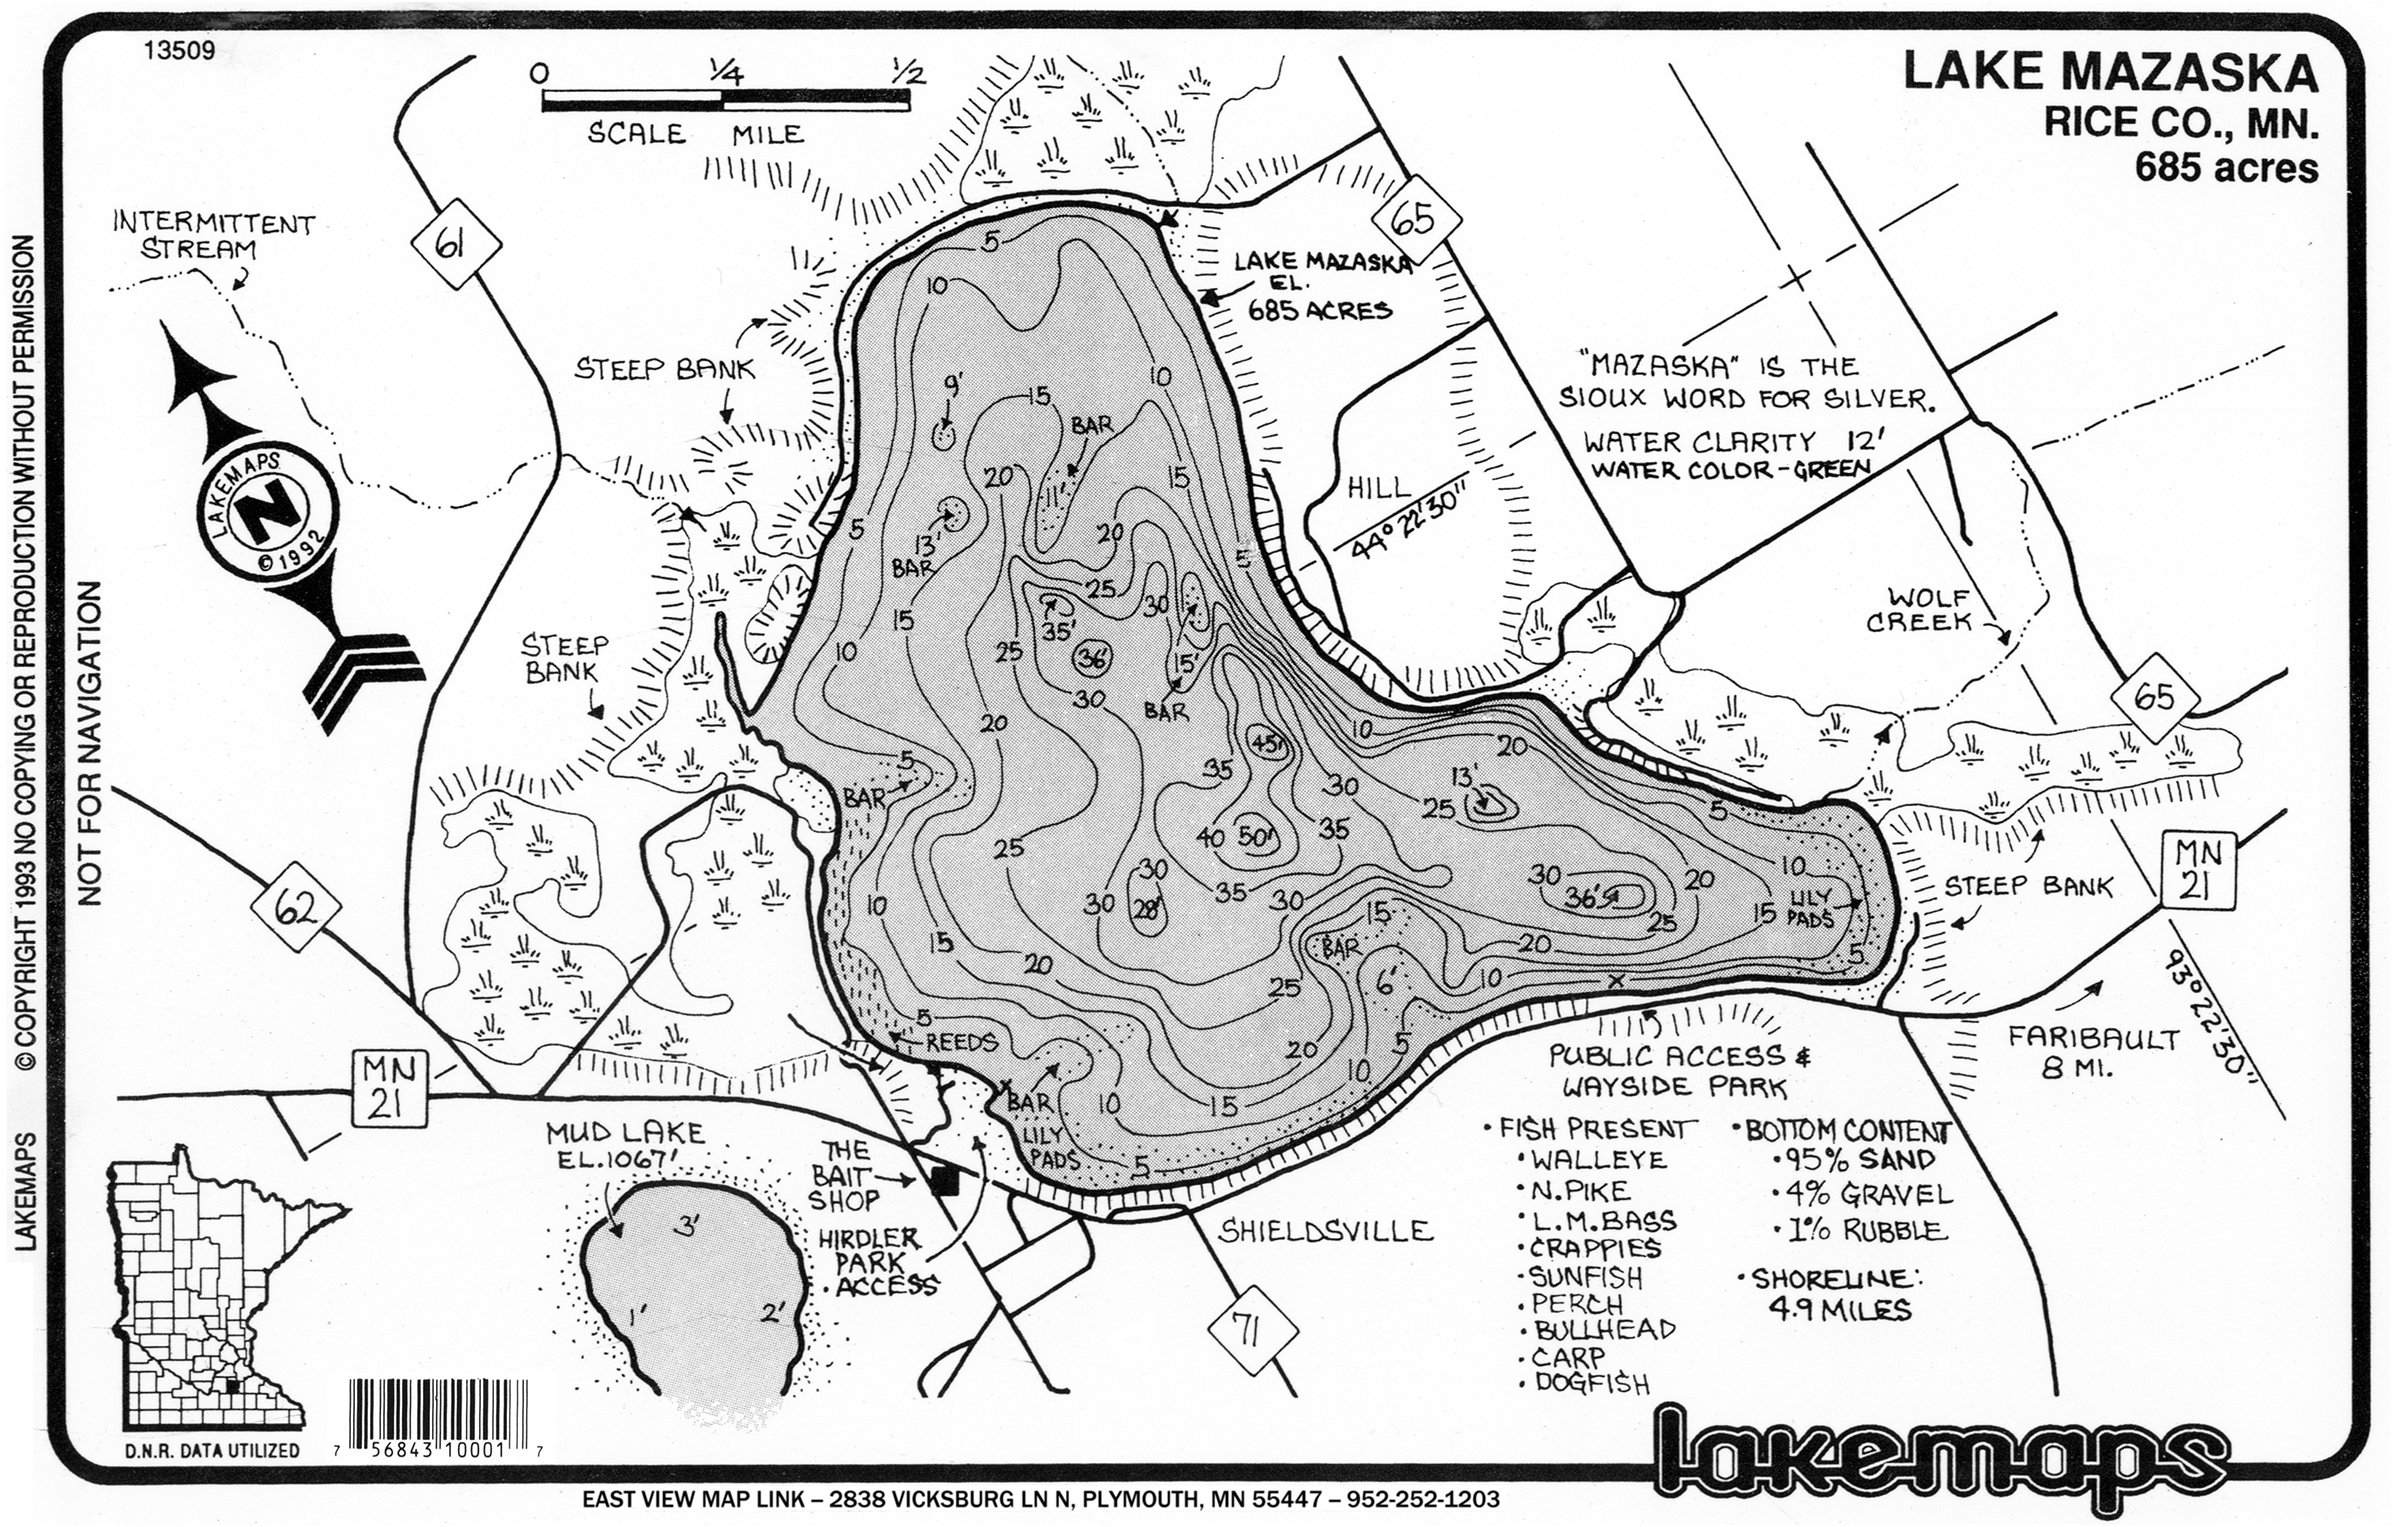 13509
LAKE MAZASKA
RICE CO., MN.
685 acres
0 1/4 1/2
SCALE MILE
INTERMITTENT
STREAM
61
65
LAKE MAZASKA
EL.
685 ACRES
STEEP BANK
"MAZASKA" IS THE
SIOUX WORD FOR SILVER.
WATER CLARITY 12'
WATER COLOR-GREEN
LAKEMAPS
N
©1992
HILL
44° 22'30"
WOLF
CREEK
STEEP
BANK
65
5
10
10
9'
15
BAR
20
11'
15
13'
BAR
5
20
5
25
30
35'
15
10
25
36'
15'
30
BAR
20
10
20
45'
5
BAR
35
30
13'
25
5
40
50'
35
25
10
30
30
28'
35
30
30
36'
20
25
15
10
LILY
PADS
5
10
15
20
15
BAR
6'
20
10
X
25
5
REEDS
20
5
10
BAR
10
15
LILY
PADS
5
62
MN
21
STEEP BANK
93° 22'30"
FARIBAULT
8 MI.
PUBLIC ACCESS &
WAYSIDE PARK
MN
21
MUD LAKE
EL.1067'
3'
1'
2'
THE
BAIT
SHOP
HIRDLER
PARK
• ACCESS
SHIELDSVILLE
71
• FISH PRESENT
• WALLEYE
• N.PIKE
• L.M.BASS
• CRAPPIES
• SUNFISH
• PERCH
• BULLHEAD
• CARP
• DOGFISH
• BOTTOM CONTENT
• 95% SAND
• 4% GRAVEL
• 1% RUBBLE
• SHORELINE:
4.9 MILES
D.N.R. DATA UTILIZED
7 56843 10001 7
lakemaps
EAST VIEW MAP LINK – 2838 VICKSBURG LN N, PLYMOUTH, MN 55447 – 952-252-1203
LAKEMAPS © COPYRIGHT 1993 NO COPYING OR REPRODUCTION WITHOUT PERMISSION
NOT FOR NAVIGATION